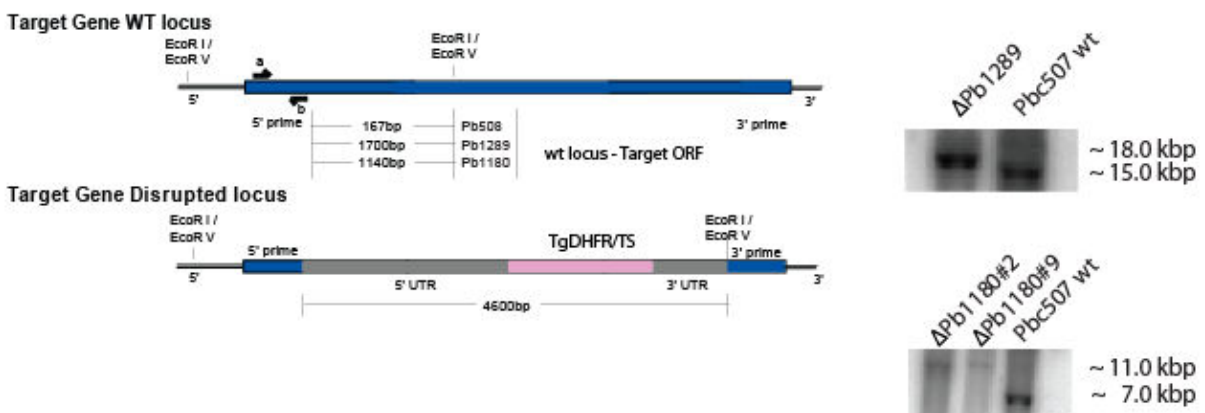 Target Gene WT locus
EcoR I /
EcoR V
EcoR I /
EcoR V
a
b
5'
3'
5' prime
3' prime
167bp Pb508
1700bp Pb1289
1140bp Pb1180
wt locus - Target ORF
Target Gene Disrupted locus
EcoR I /
EcoR V
EcoR I /
EcoR V
5' prime
TgDHFR/TS
3' prime
5'
5' UTR
3' UTR
3'
4600bp
ΔPb1289
Pbc507 wt
~ 18.0 kbp
~ 15.0 kbp
ΔPb1180#2
ΔPb1180#9
Pbc507 wt
~ 11.0 kbp
~ 7.0 kbp